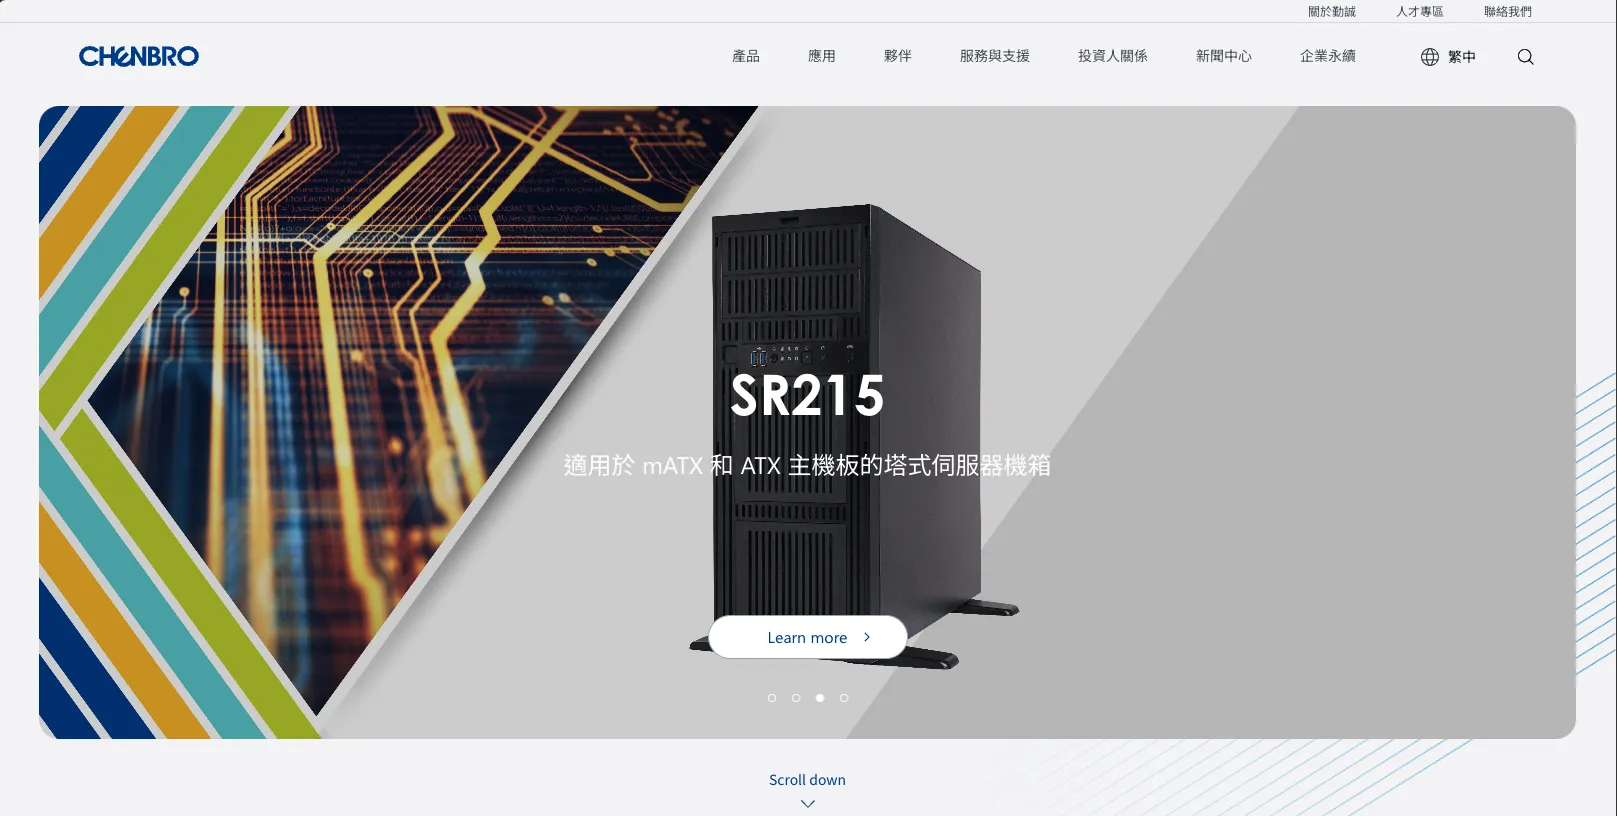 關於勤誠 人才專區 聯絡我們
CHENBRO 產品 應用 夥伴 服務與支援 投資人關係 新聞中心 企業永續 繁中
SR215
適用於 mATX 和 ATX 主機板的塔式伺服器機箱
Learn more
Scroll down